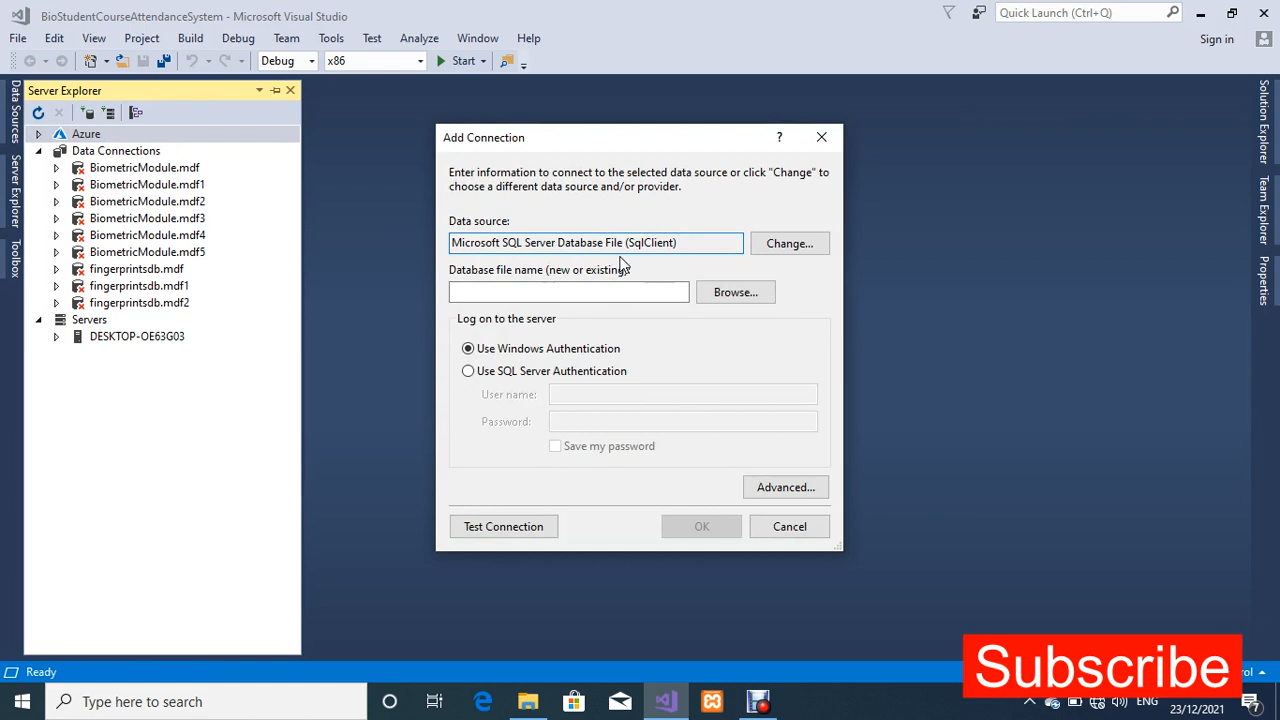 BioStudentCourseAttendanceSystem - Microsoft Visual Studio
Quick Launch (Ctrl+Q)
File Edit View Project Build Debug Team Tools Test Analyze Window Help
Sign in
Debug x86 Start
Data Sources
Server Explorer
Toolbox
Server Explorer
Azure
Data Connections
BiometricModule.mdf
BiometricModule.mdf1
BiometricModule.mdf2
BiometricModule.mdf3
BiometricModule.mdf4
BiometricModule.mdf5
fingerprintsdb.mdf
fingerprintsdb.mdf1
fingerprintsdb.mdf2
Servers
DESKTOP-OE63G03
Add Connection
?
Enter information to connect to the selected data source or click "Change" to
choose a different data source and/or provider.
Data source:
Microsoft SQL Server Database File (SqlClient)
Change...
Database file name (new or existing):
Browse...
Log on to the server
Use Windows Authentication
Use SQL Server Authentication
User name:
Password:
Save my password
Advanced...
Test Connection
OK
Cancel
Solution Explorer
Team Explorer
Properties
Subscribe
Ready
Type here to search
ENG
23/12/2021
7